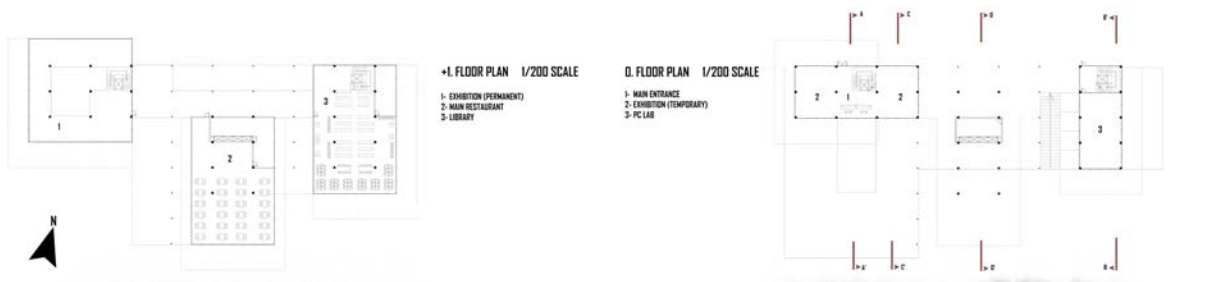 +1. FLOOR PLAN 1/200 SCALE
1- EXHIBITION (PERMANENT)
2- MAIN RESTAURANT
3- LIBRARY
1
2
3
N
0. FLOOR PLAN 1/200 SCALE
1- MAIN ENTRANCE
2- EXHIBITION (TEMPORARY)
3- PC LAB
A
C
D
B'
2
1
2
3
A'
C'
D'
B